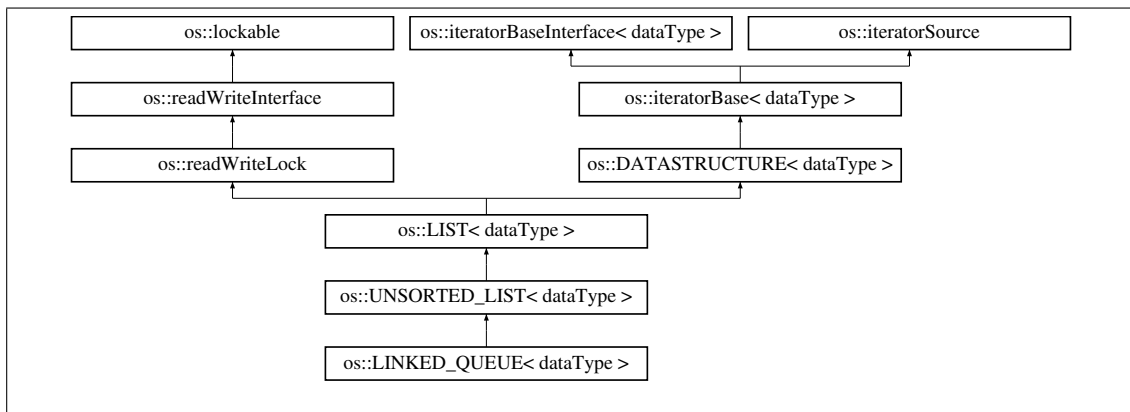 os::lockable
os::iteratorBaseInterface< dataType >
os::iteratorSource
os::readWriteInterface
os::iteratorBase< dataType >
os::readWriteLock
os::DATASTRUCTURE< dataType >
os::LIST< dataType >
os::UNSORTED_LIST< dataType >
os::LINKED_QUEUE< dataType >